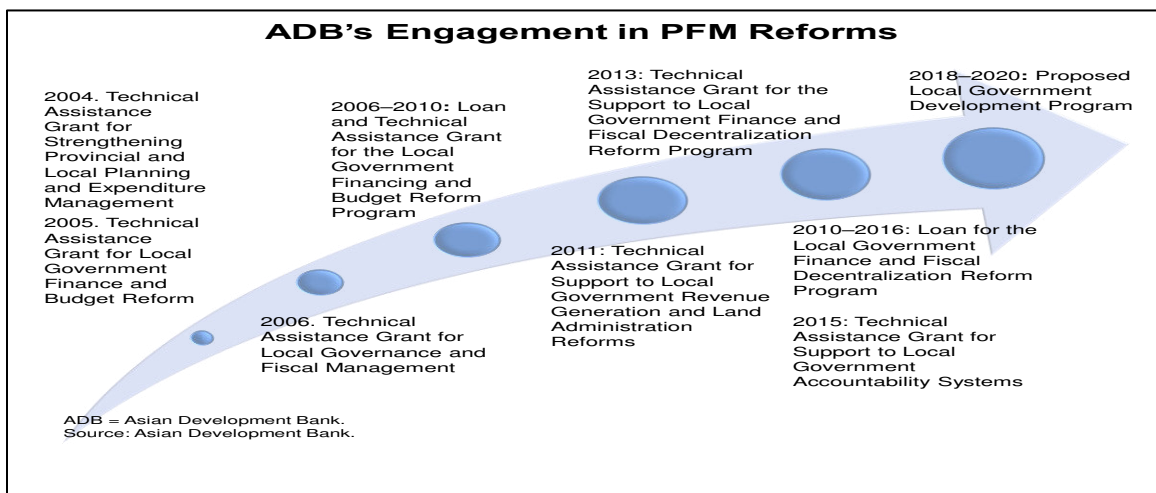 ADB's Engagement in PFM Reforms
2004. Technical
Assistance
Grant for
Strengthening
Provincial and
Local Planning
and Expenditure
Management
2005. Technical
Assistance
Grant for Local
Government
Finance and
Budget Reform
2006. Technical
Assistance Grant for
Local Governance and
Fiscal Management
2006–2010: Loan
and Technical
Assistance Grant
for the Local
Government
Financing and
Budget Reform
Program
2011: Technical
Assistance Grant for
Support to Local
Government Revenue
Generation and Land
Administration
Reforms
2013: Technical
Assistance Grant for the
Support to Local
Government Finance and
Fiscal Decentralization
Reform Program
2010–2016: Loan for the
Local Government
Finance and Fiscal
Decentralization Reform
Program
2015: Technical
Assistance Grant for
Support to Local
Government
Accountability Systems
2018–2020: Proposed
Local Government
Development Program
ADB = Asian Development Bank.
Source: Asian Development Bank.